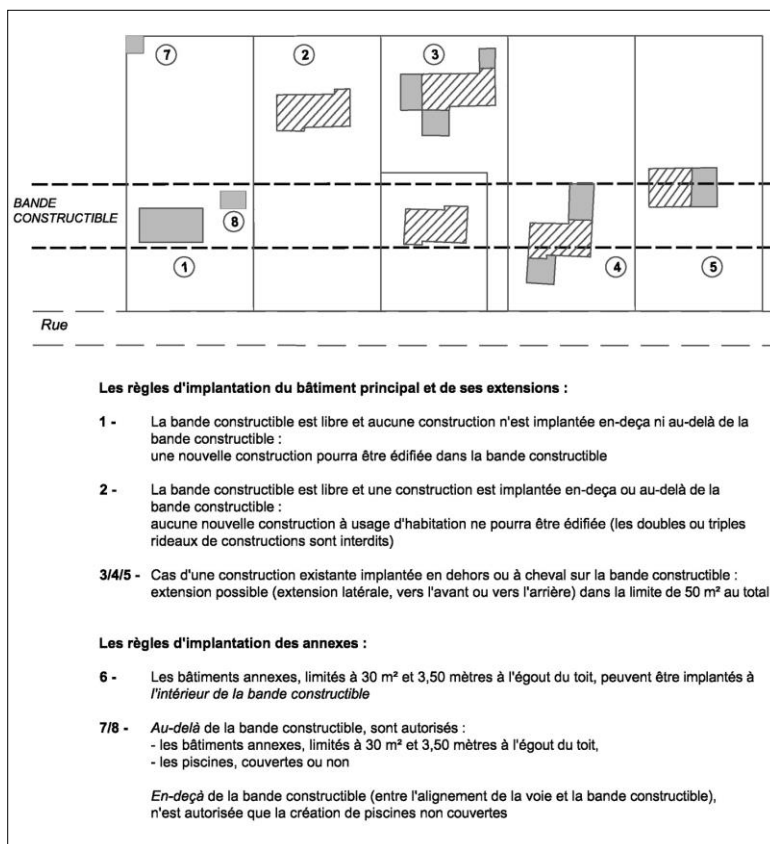 7
2
3
BANDE
CONSTRUCTIBLE
8
1
4
5
Rue
Les règles d'implantation du bâtiment principal et de ses extensions :
1 - La bande constructible est libre et aucune construction n'est implantée en-deça ni au-delà de la
bande constructible :
une nouvelle construction pourra être édifiée dans la bande constructible
2 - La bande constructible est libre et une construction est implantée en-deça ou au-delà de la
bande constructible :
aucune nouvelle construction à usage d'habitation ne pourra être édifiée (les doubles ou triples
rideaux de constructions sont interdits)
3/4/5 - Cas d'une construction existante implantée en dehors ou à cheval sur la bande constructible :
extension possible (extension latérale, vers l'avant ou vers l'arrière) dans la limite de 50 m² au total
Les règles d'implantation des annexes :
6 - Les bâtiments annexes, limités à 30 m² et 3,50 mètres à l'égout du toit, peuvent être implantés à
l'intérieur de la bande constructible
7/8 - Au-delà de la bande constructible, sont autorisés :
- les bâtiments annexes, limités à 30 m² et 3,50 mètres à l'égout du toit,
- les piscines, couvertes ou non
En-deçà de la bande constructible (entre l'alignement de la voie et la bande constructible),
n'est autorisée que la création de piscines non couvertes